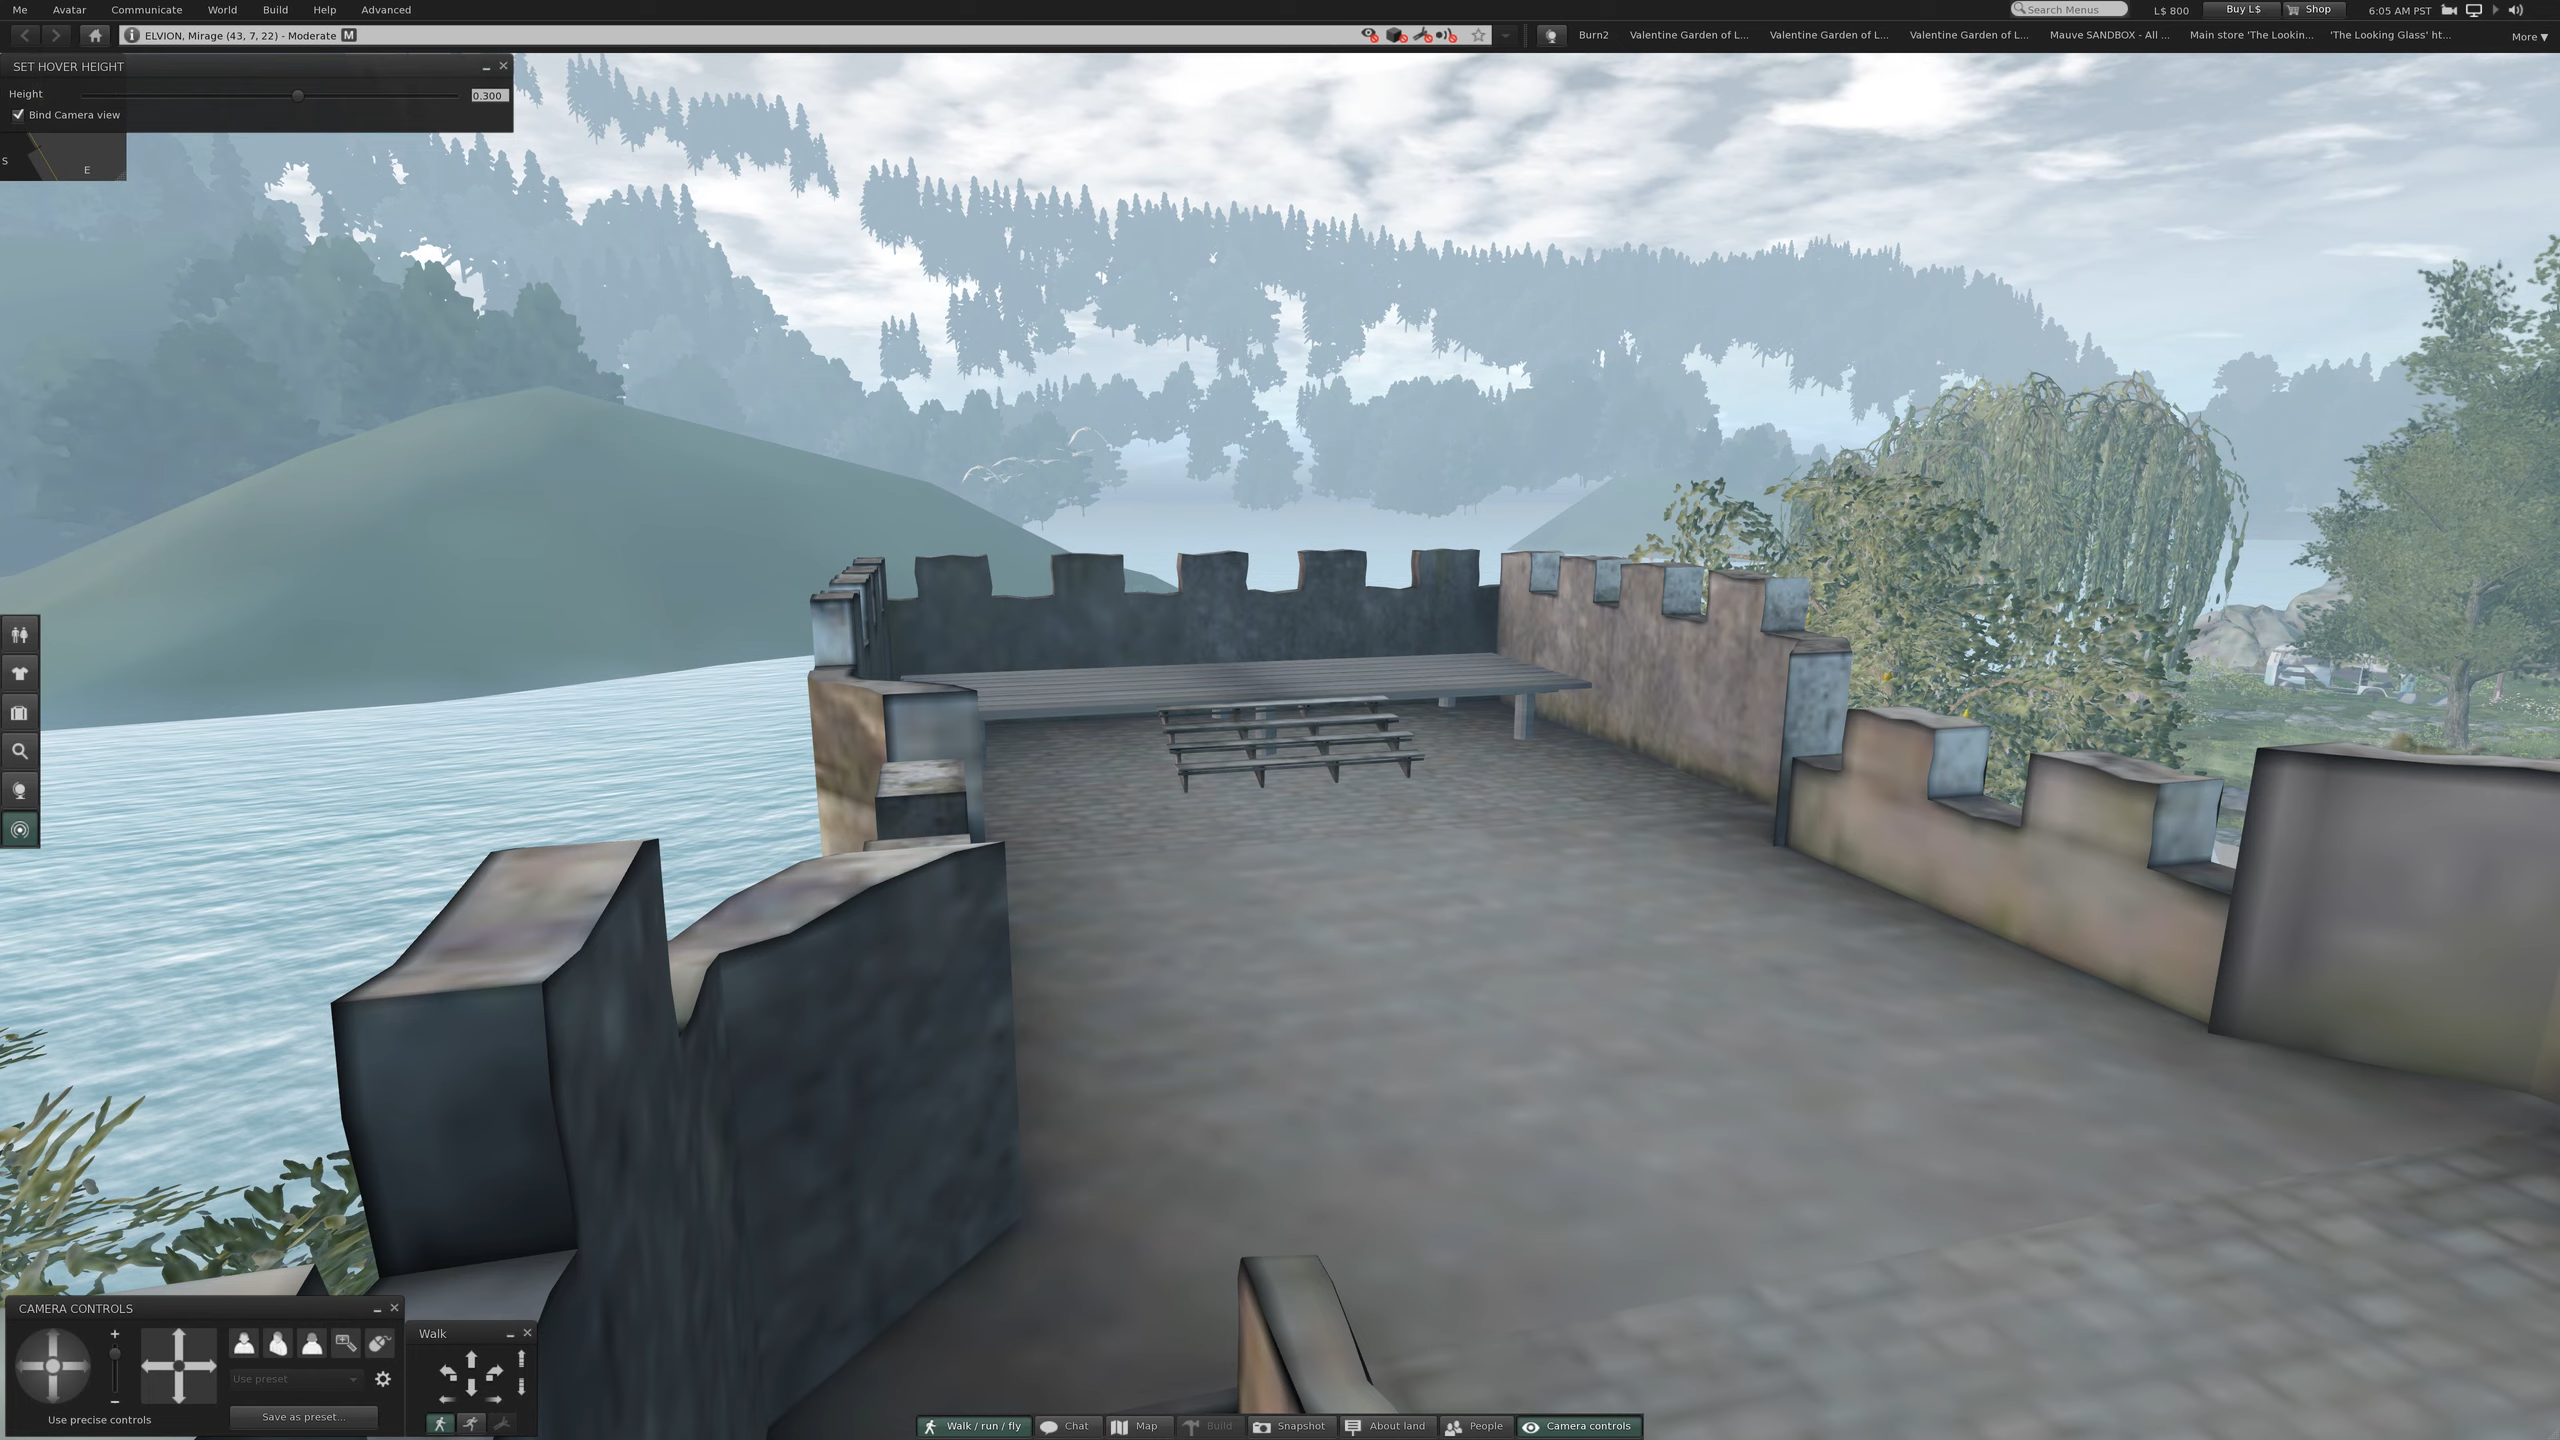 Me Avatar Communicate World Build Help Advanced
Search Menus L$ 800 Buy L$ Shop 6:05 AM PST
ELVION, Mirage (43, 7, 22) - Moderate M
Burn2 Valentine Garden of L... Valentine Garden of L... Valentine Garden of L... Mauve SANDBOX - All ... Main store 'The Lookin... 'The Looking Glass' ht... More ▼
SET HOVER HEIGHT
Height 0.300
Bind Camera view
S
E
CAMERA CONTROLS
Use preset
Use precise controls
Save as preset...
Walk
Walk / run / fly Chat Map Build Snapshot About land People Camera controls